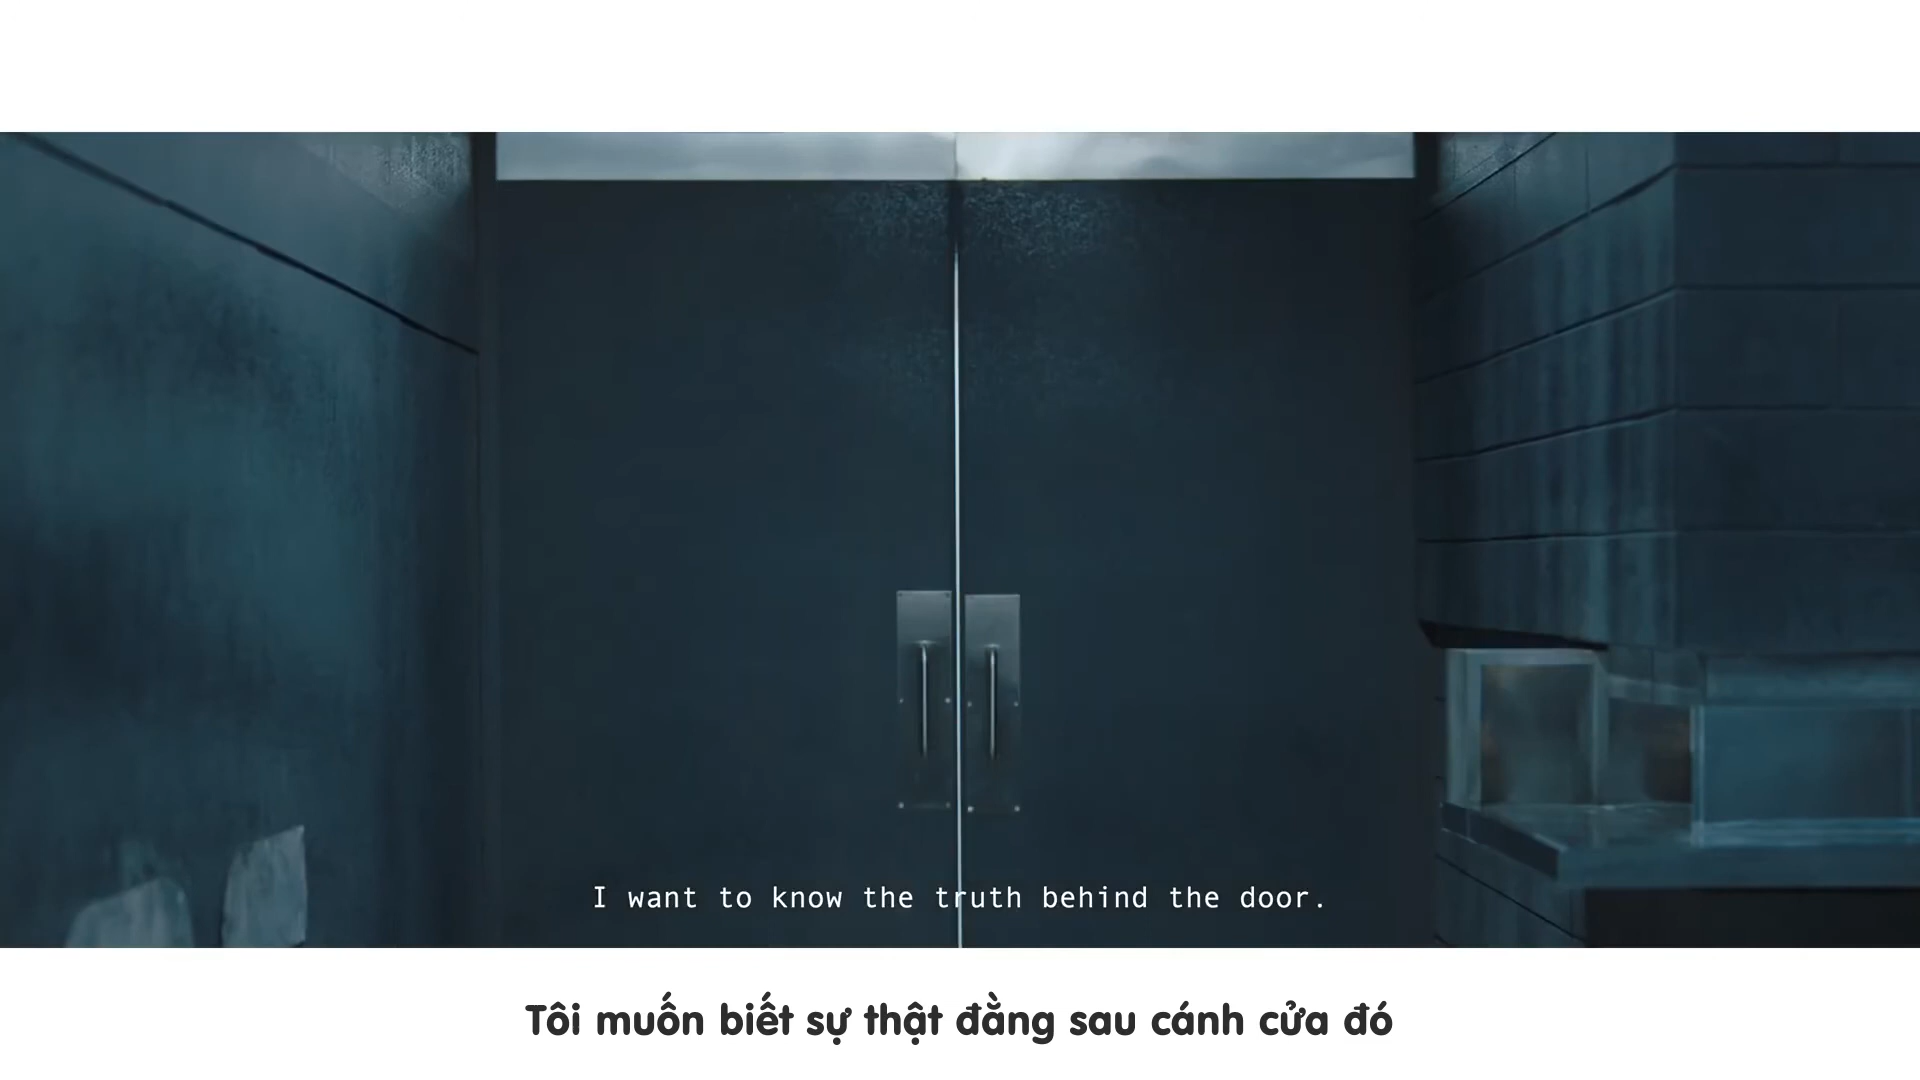 I want to know the truth behind the door.
Tôi muốn biết sự thật đằng sau cánh cửa đó